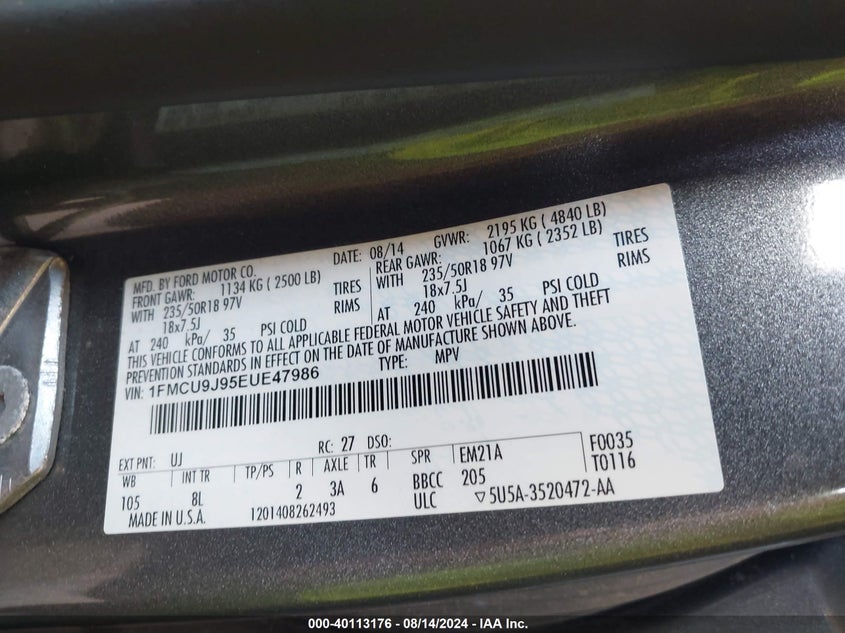 MFD. BY FORD MOTOR CO. DATE: 08/14 GVWR: 2195 KG ( 4840 LB)
FRONT GAWR: 1134 KG ( 2500 LB) REAR GAWR: 1067 KG ( 2352 LB)
WITH 235/50R18 97V TIRES WITH 235/50R18 97V TIRES
18x7.5J RIMS 18x7.5J RIMS
AT 240 kPa/ 35 PSI COLD AT 240 kPa/ 35 PSI COLD
THIS VEHICLE CONFORMS TO ALL APPLICABLE FEDERAL MOTOR VEHICLE SAFETY AND THEFT
PREVENTION STANDARDS IN EFFECT ON THE DATE OF MANUFACTURE SHOWN ABOVE.
VIN: 1FMCU9J95EUE47986 TYPE: MPV
EXT PNT: UJ RC: 27 DSO:
WB INT TR TP/PS R AXLE TR SPR EM21A F0035
105 8L 2 3A 6 BBCC 205 T0116
MADE IN U.S.A. 1201408262493 ULC ▽5U5A-3520472-AA
000-40113176 - 08/14/2024 - IAA Inc.